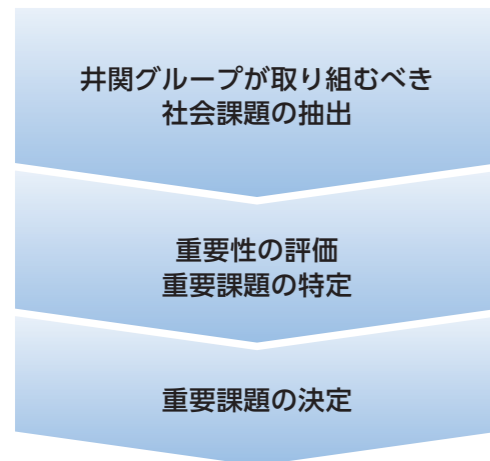 井関グループが取り組むべき
社会課題の抽出
重要性の評価
重要課題の特定
重要課題の決定